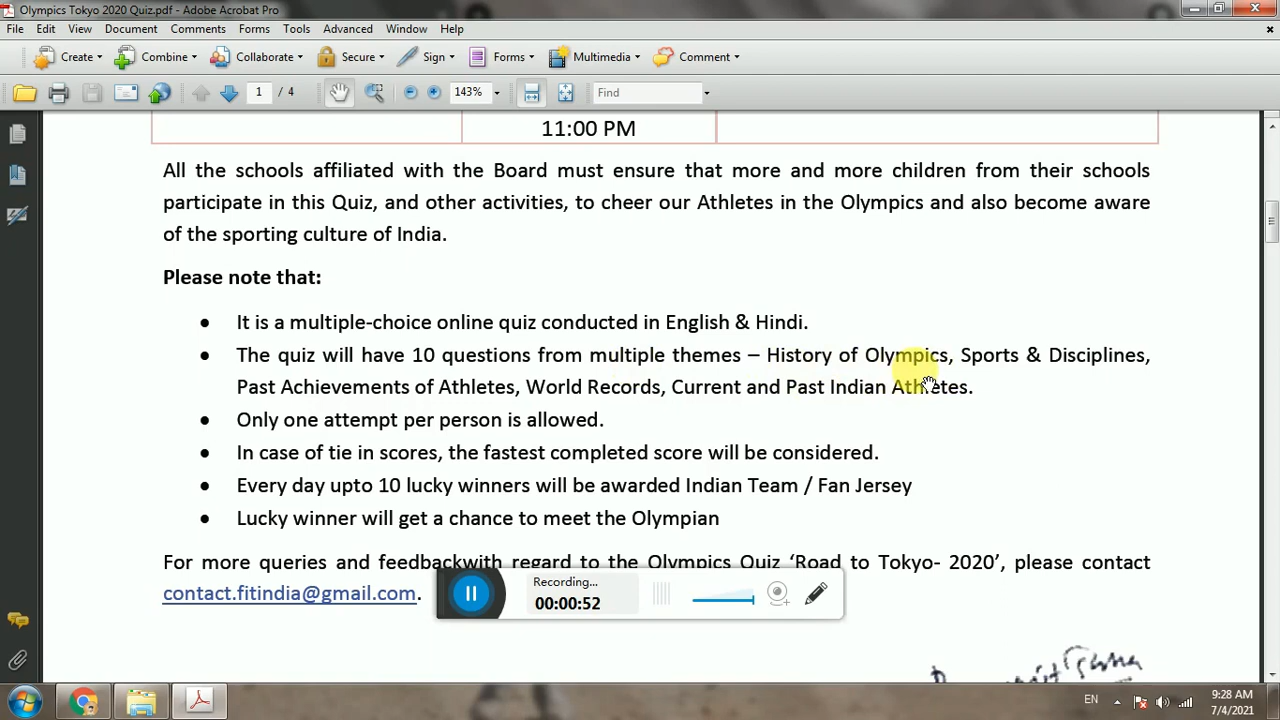 Olympics Tokyo 2020 Quiz.pdf - Adobe Acrobat Pro
File Edit View Document Comments Forms Tools Advanced Window Help
Create Combine Collaborate Secure Sign Forms Multimedia Comment
1 / 4 143% Find
11:00 PM
All the schools affiliated with the Board must ensure that more and more children from their schools
participate in this Quiz, and other activities, to cheer our Athletes in the Olympics and also become aware
of the sporting culture of India.
Please note that:
• It is a multiple-choice online quiz conducted in English & Hindi.
• The quiz will have 10 questions from multiple themes – History of Olympics, Sports & Disciplines,
Past Achievements of Athletes, World Records, Current and Past Indian Athletes.
• Only one attempt per person is allowed.
• In case of tie in scores, the fastest completed score will be considered.
• Every day upto 10 lucky winners will be awarded Indian Team / Fan Jersey
• Lucky winner will get a chance to meet the Olympian
For more queries and feedbackwith regard to the Olympics Quiz ‘Road to Tokyo- 2020’, please contact
contact.fitindia@gmail.com.
Recording...
00:00:52
EN
9:28 AM
7/4/2021